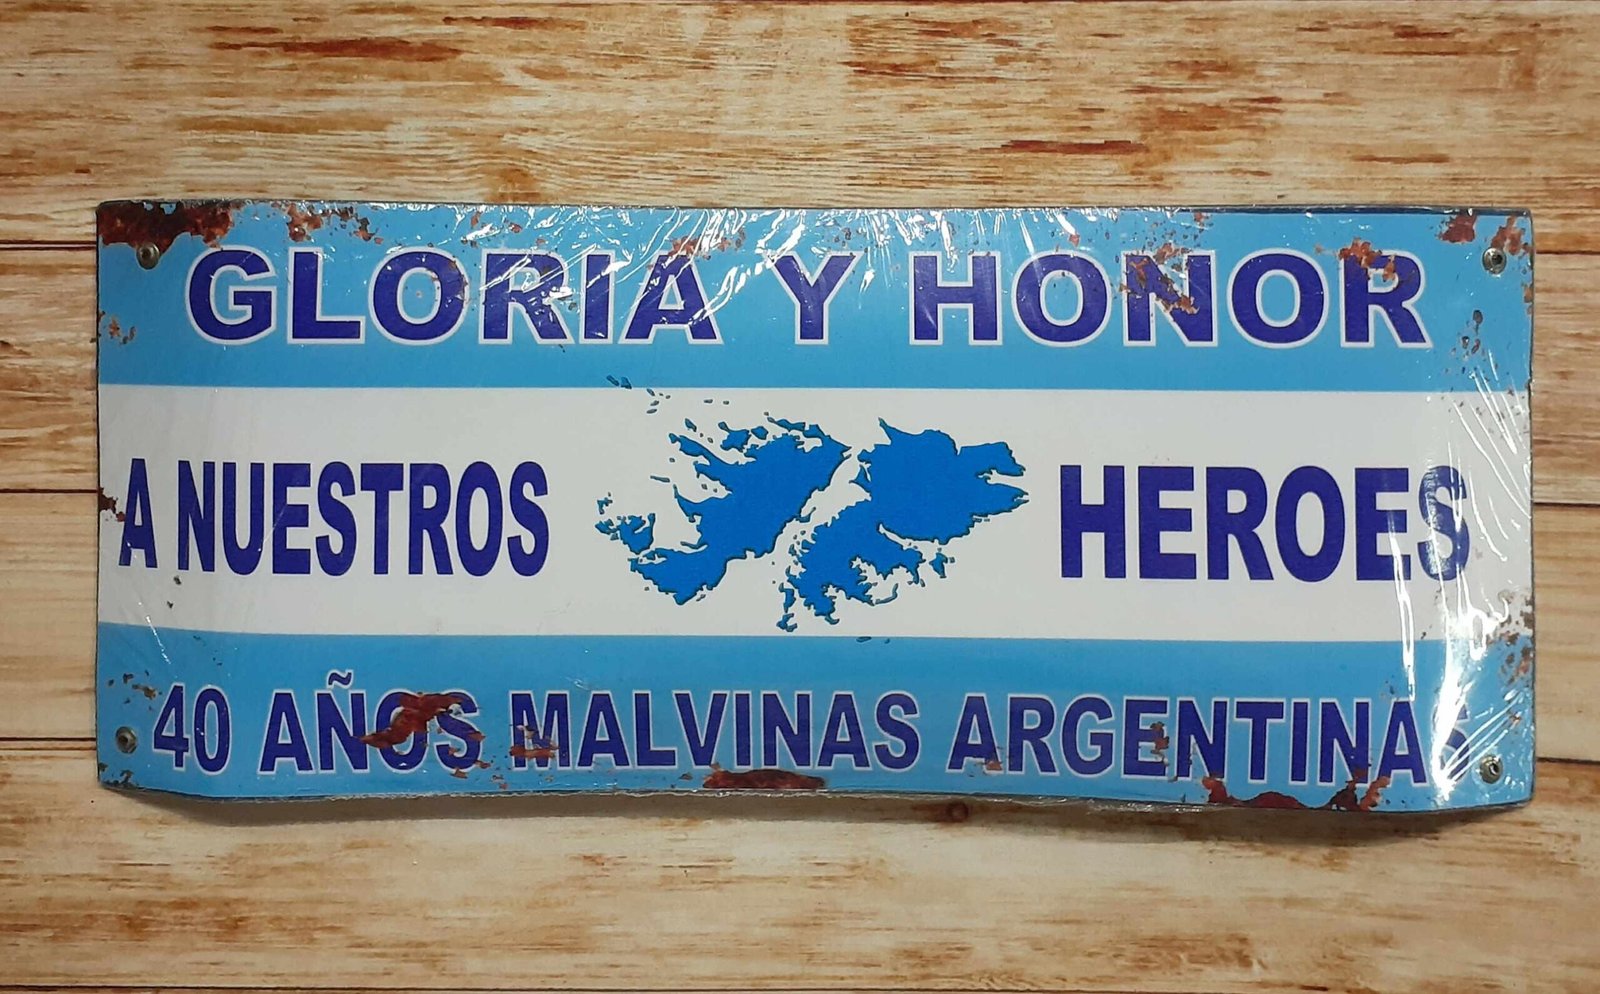 GLORIA Y HONOR
A NUESTROS HEROES
40 AÑOS MALVINAS ARGENTINAS